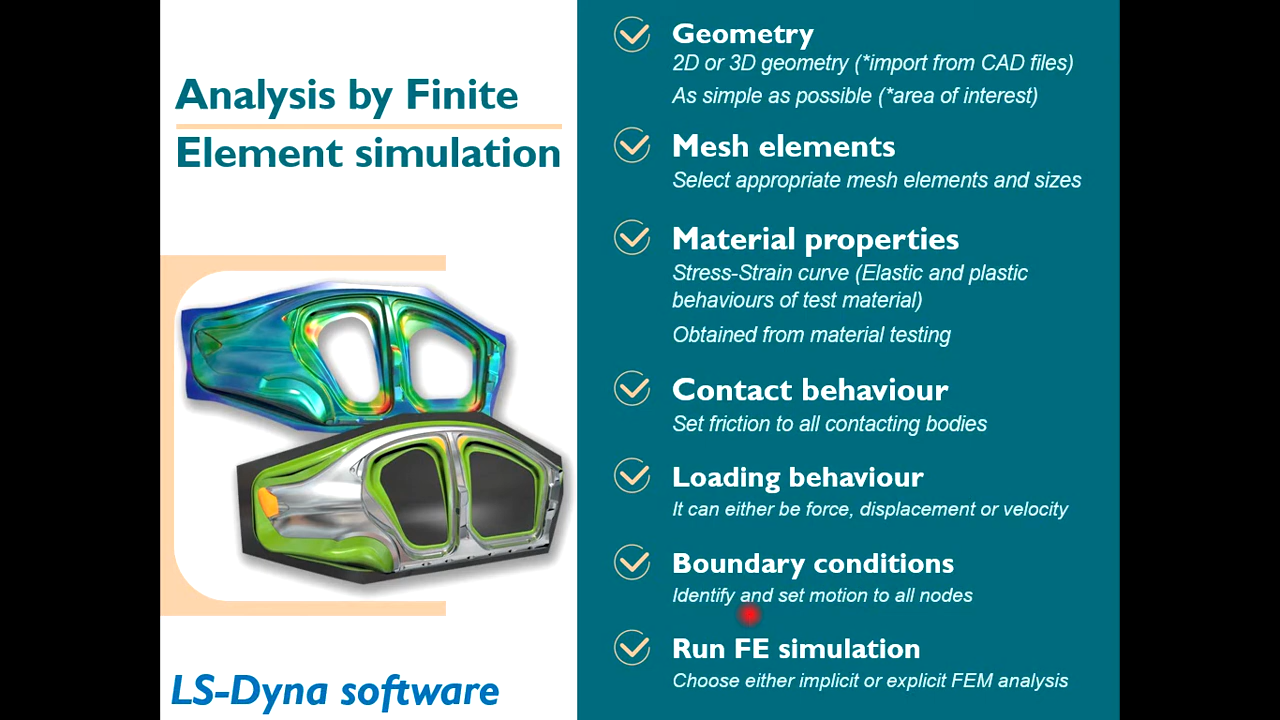 Analysis by Finite
Element simulation
LS-Dyna software
Geometry
2D or 3D geometry (*import from CAD files)
As simple as possible (*area of interest)
Mesh elements
Select appropriate mesh elements and sizes
Material properties
Stress-Strain curve (Elastic and plastic
behaviours of test material)
Obtained from material testing
Contact behaviour
Set friction to all contacting bodies
Loading behaviour
It can either be force, displacement or velocity
Boundary conditions
Identify and set motion to all nodes
Run FE simulation
Choose either implicit or explicit FEM analysis